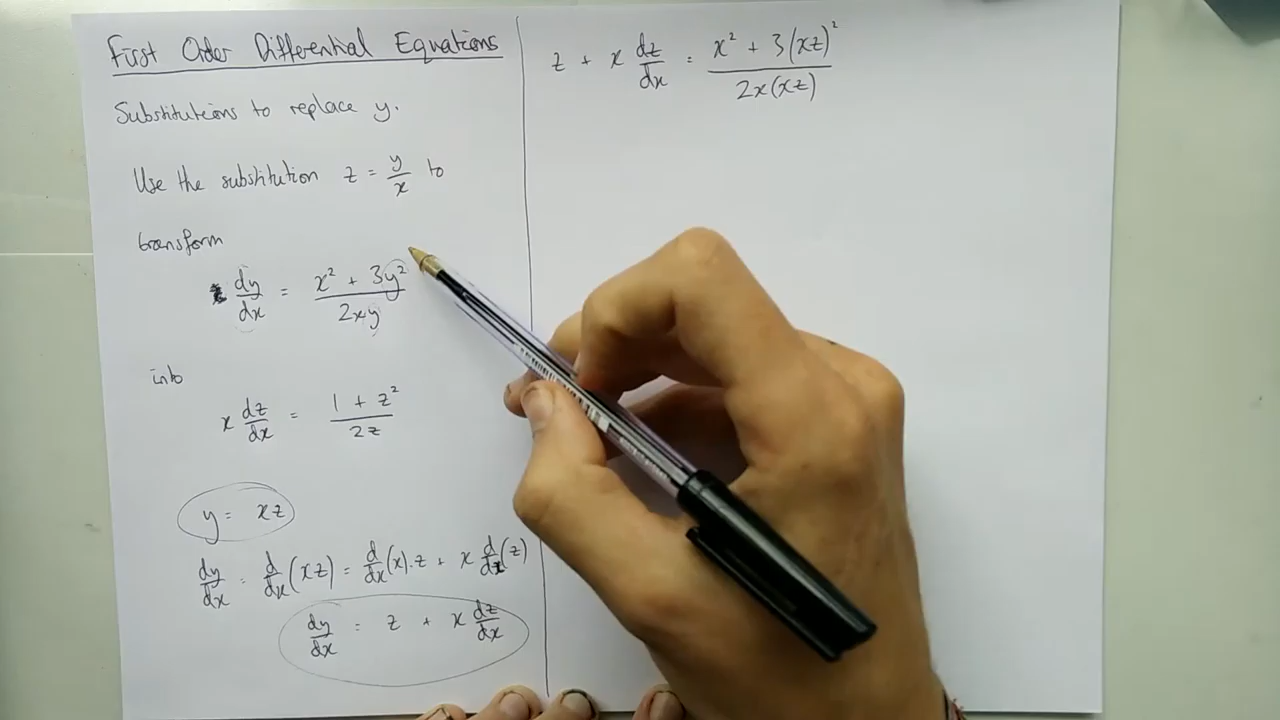 First Order Differential Equations
Substitutions to replace y.
Use the substitution z = y/x to
transform
dy/dx = (x² + 3y²)/(2xy)
into
x dz/dx = (1 + z²)/(2z)
y = xz
dy/dx = d/dx(xz) = d/dx(x).z + x d/dx(z)
dy/dx = z + x dz/dx
z + x dz/dx = (x² + 3(xz)²)/(2x(xz))